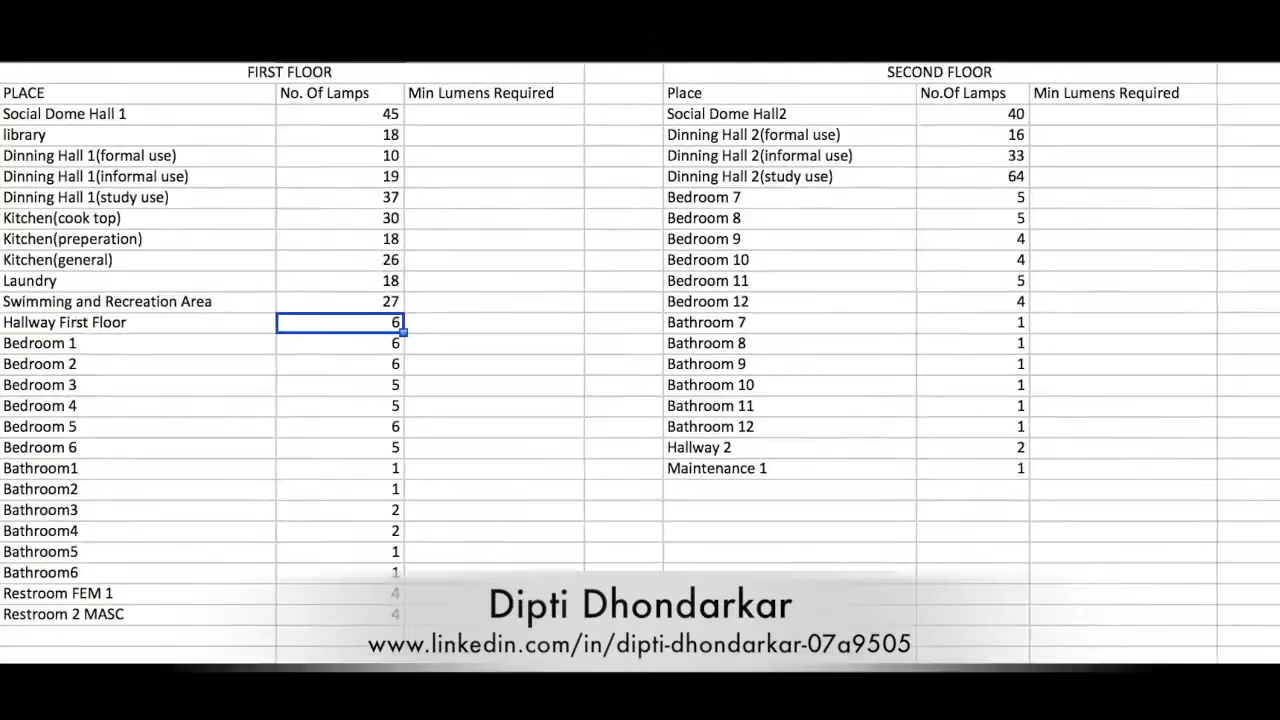 FIRST FLOOR SECOND FLOOR
PLACE No. Of Lamps Min Lumens Required Place No.Of Lamps Min Lumens Required
Social Dome Hall 1 45 Social Dome Hall2 40
library 18 Dinning Hall 2(formal use) 16
Dinning Hall 1(formal use) 10 Dinning Hall 2(informal use) 33
Dinning Hall 1(informal use) 19 Dinning Hall 2(study use) 64
Dinning Hall 1(study use) 37 Bedroom 7 5
Kitchen(cook top) 30 Bedroom 8 5
Kitchen(preperation) 18 Bedroom 9 4
Kitchen(general) 26 Bedroom 10 4
Laundry 18 Bedroom 11 5
Swimming and Recreation Area 27 Bedroom 12 4
Hallway First Floor 6 Bathroom 7 1
Bedroom 1 6 Bathroom 8 1
Bedroom 2 6 Bathroom 9 1
Bedroom 3 5 Bathroom 10 1
Bedroom 4 5 Bathroom 11 1
Bedroom 5 6 Bathroom 12 1
Bedroom 6 5 Hallway 2 2
Bathroom1 1 Maintenance 1 1
Bathroom2 1
Bathroom3 2
Bathroom4 2
Bathroom5 1
Bathroom6 1
Restroom FEM 1 4
Restroom 2 MASC 4
Dipti Dhondarkar
www.linkedin.com/in/dipti-dhondarkar-07a9505